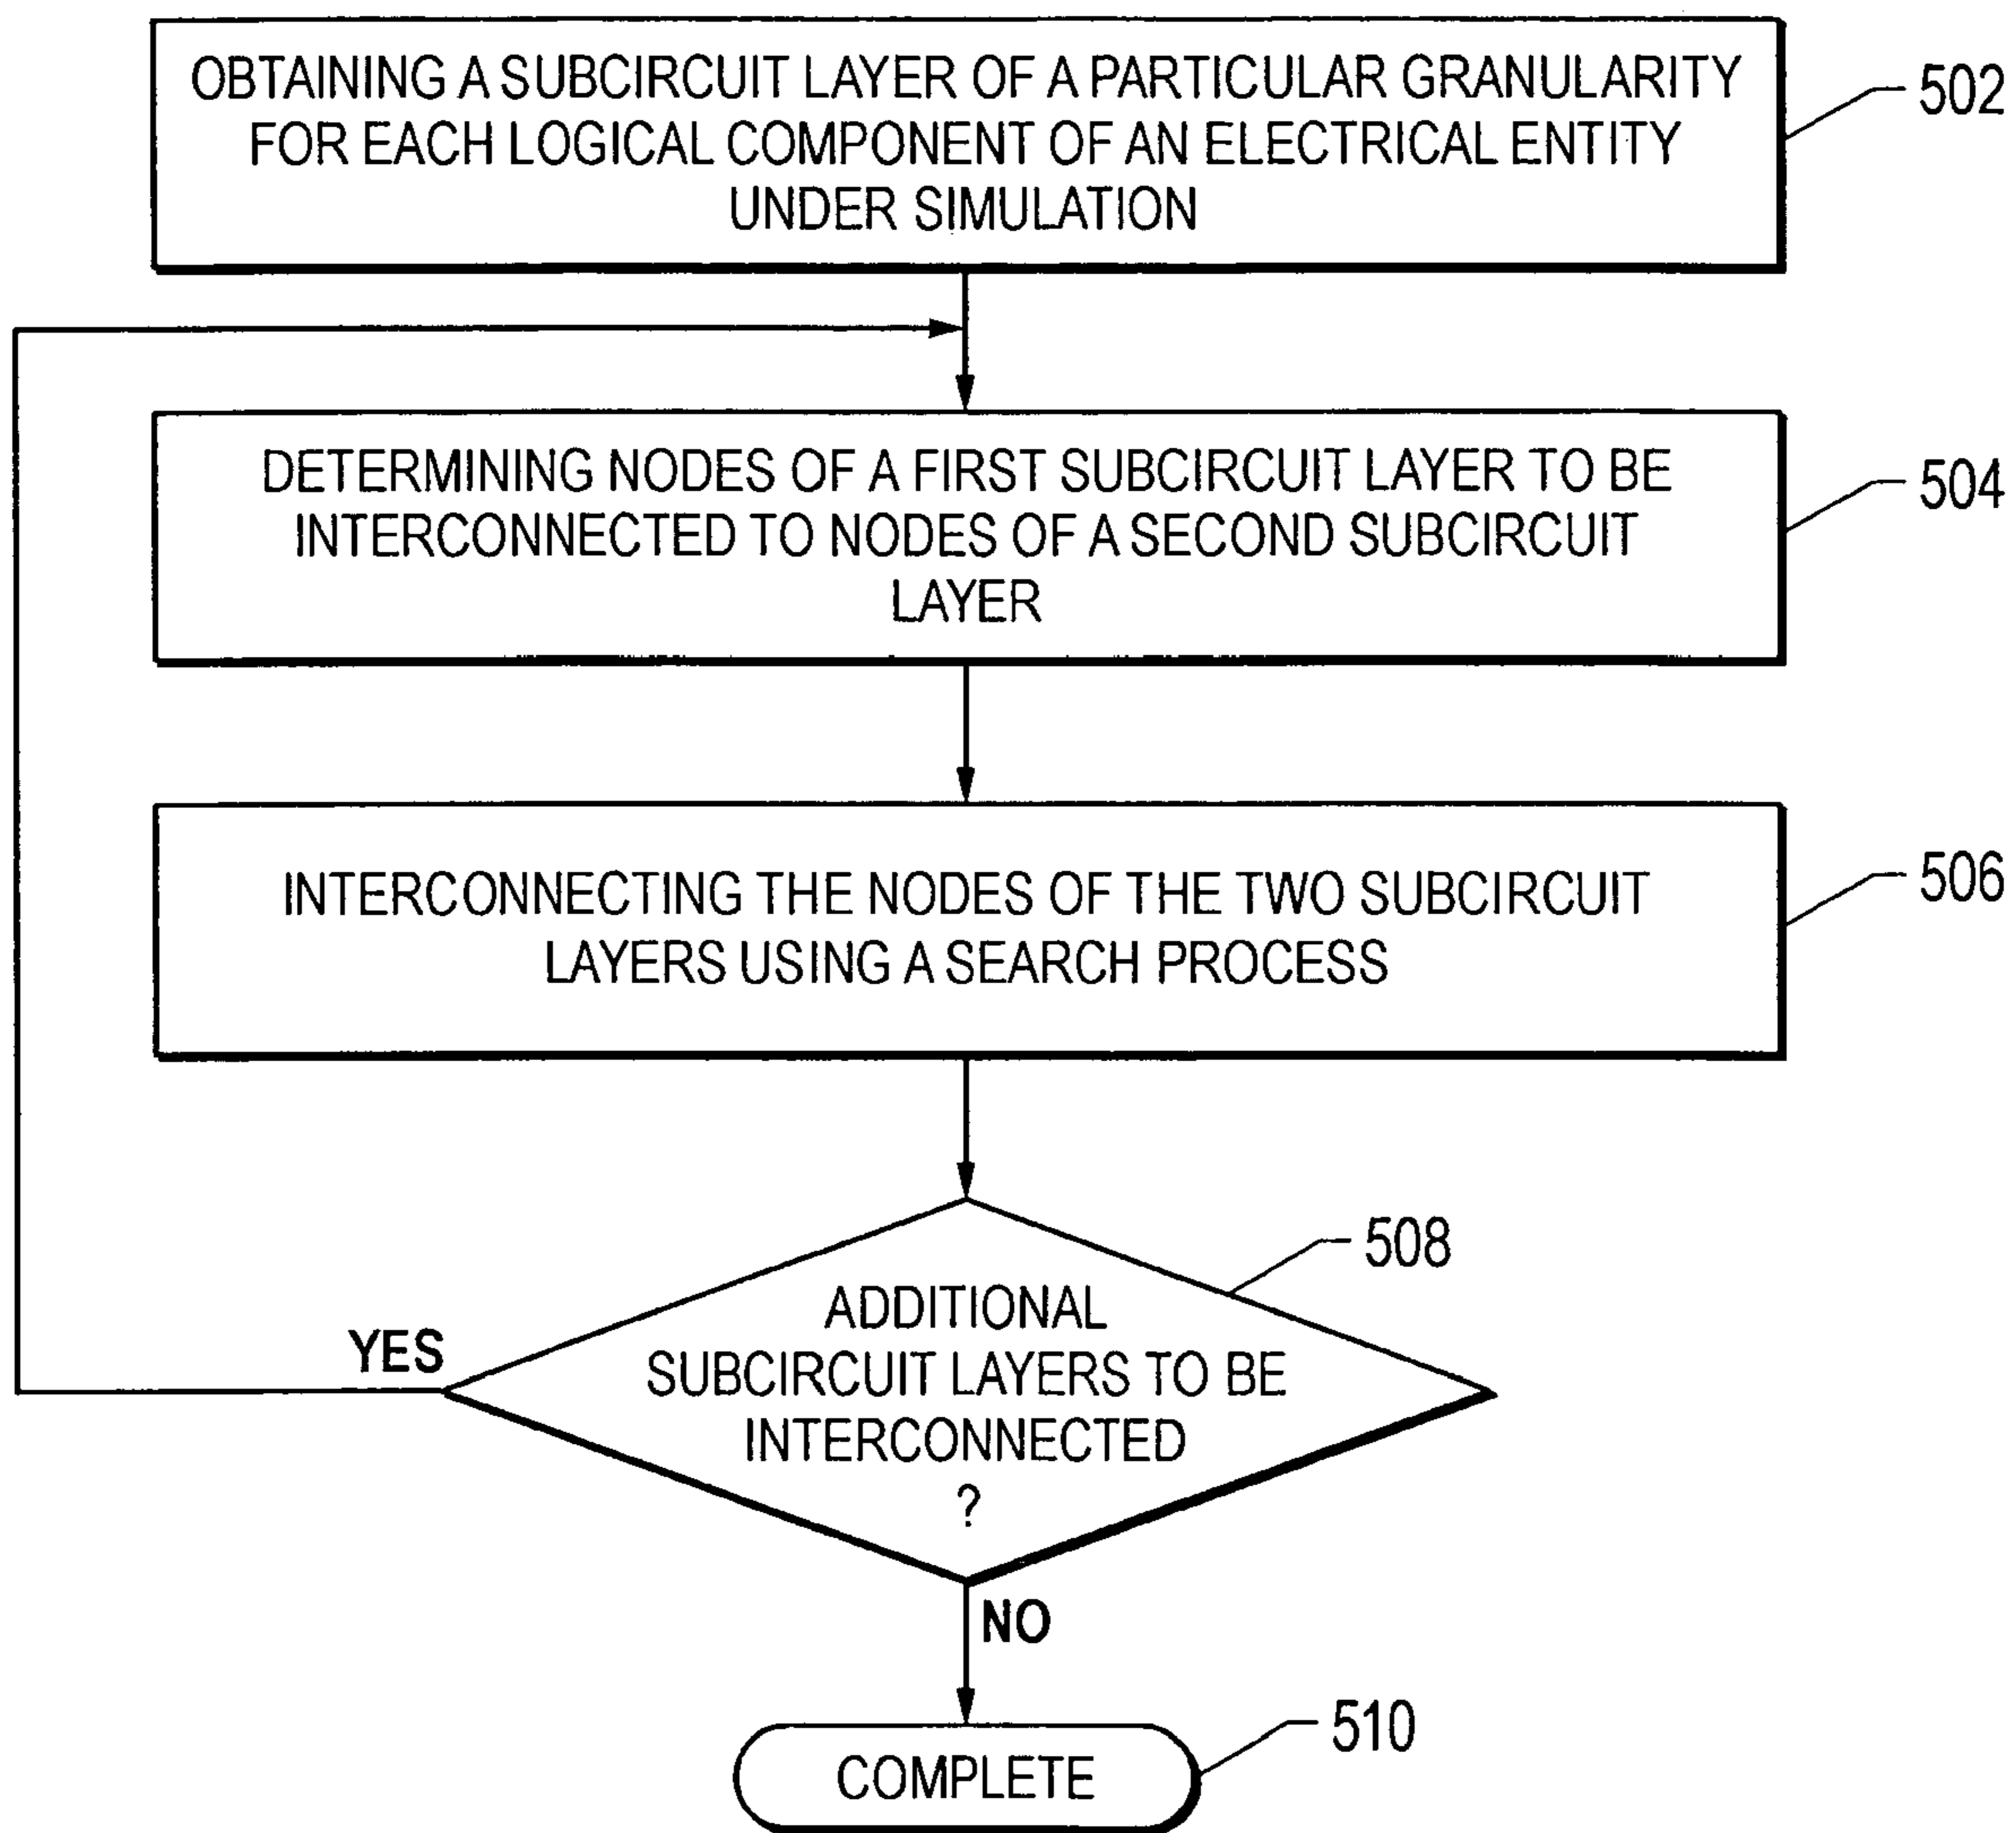 OBTAINING A SUBCIRCUIT LAYER OF A PARTICULAR GRANULARITY
FOR EACH LOGICAL COMPONENT OF AN ELECTRICAL ENTITY
UNDER SIMULATION
502
DETERMINING NODES OF A FIRST SUBCIRCUIT LAYER TO BE
INTERCONNECTED TO NODES OF A SECOND SUBCIRCUIT
LAYER
504
INTERCONNECTING THE NODES OF THE TWO SUBCIRCUIT
LAYERS USING A SEARCH PROCESS
506
508
ADDITIONAL
SUBCIRCUIT LAYERS TO BE
INTERCONNECTED
?
YES
NO
510
COMPLETE